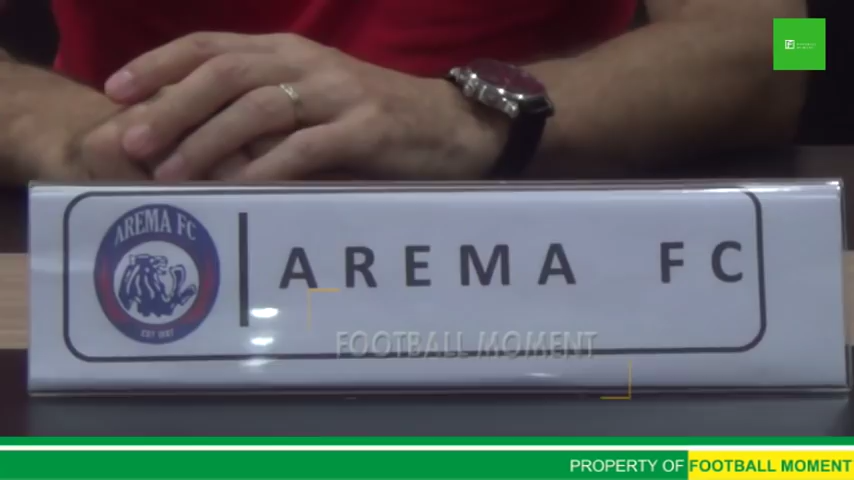 AREMA FC
EST 1987
AREMA FC
FOOTBALL MOMENT
PROPERTY OF FOOTBALL MOMENT